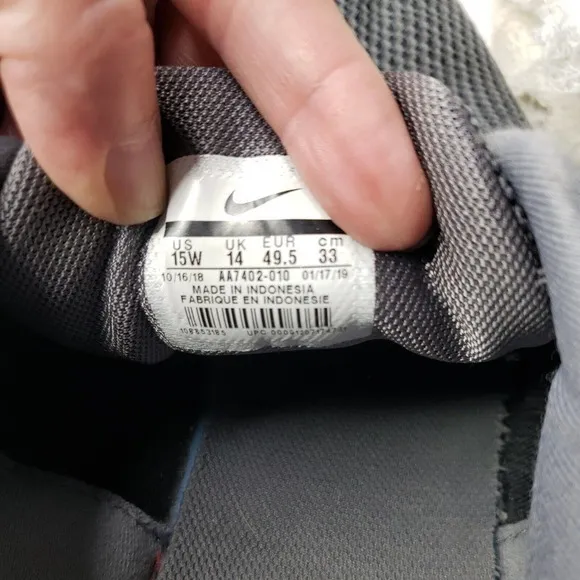 US UK EUR cm
15W 14 49.5 33
10/16/18 AA7402-010 01/17/19
MADE IN INDONESIA
FABRIQUE EN INDONESIE
UPC